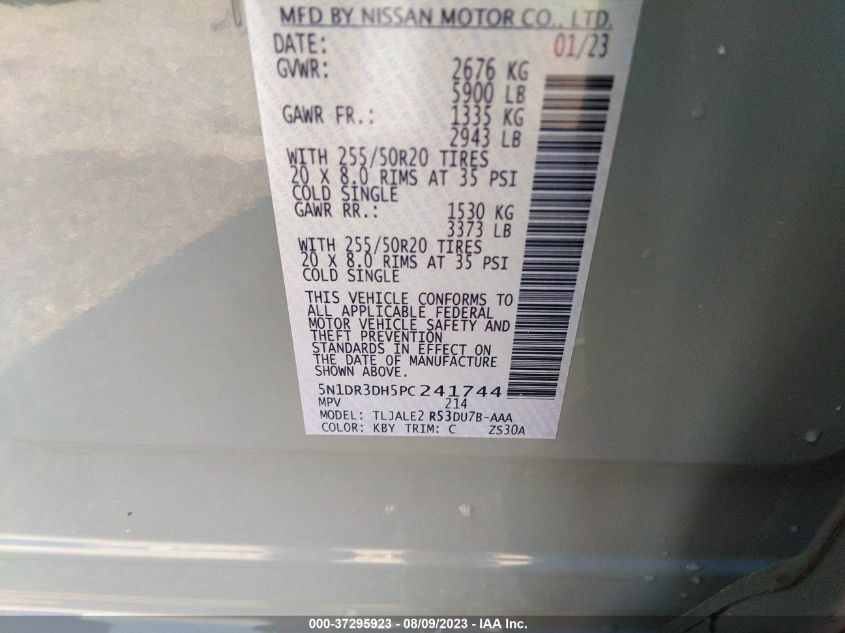 MFD BY NISSAN MOTOR CO., LTD.
DATE: 01/23
GVWR: 2676 KG
5900 LB
GAWR FR.: 1335 KG
2943 LB
WITH 255/50R20 TIRES
20 X 8.0 RIMS AT 35 PSI
COLD SINGLE
GAWR RR.: 1530 KG
3373 LB
WITH 255/50R20 TIRES
20 X 8.0 RIMS AT 35 PSI
COLD SINGLE
THIS VEHICLE CONFORMS TO
ALL APPLICABLE FEDERAL
MOTOR VEHICLE SAFETY AND
THEFT PREVENTION
STANDARDS IN EFFECT ON
THE DATE OF MANUFACTURE
SHOWN ABOVE.
5N1DR3DH5PC241744
MPV 214
MODEL: TLJALE2 R53DU7B-AAA
COLOR: KBY TRIM: C ZS30A
000-37295923 - 08/09/2023 - IAA Inc.